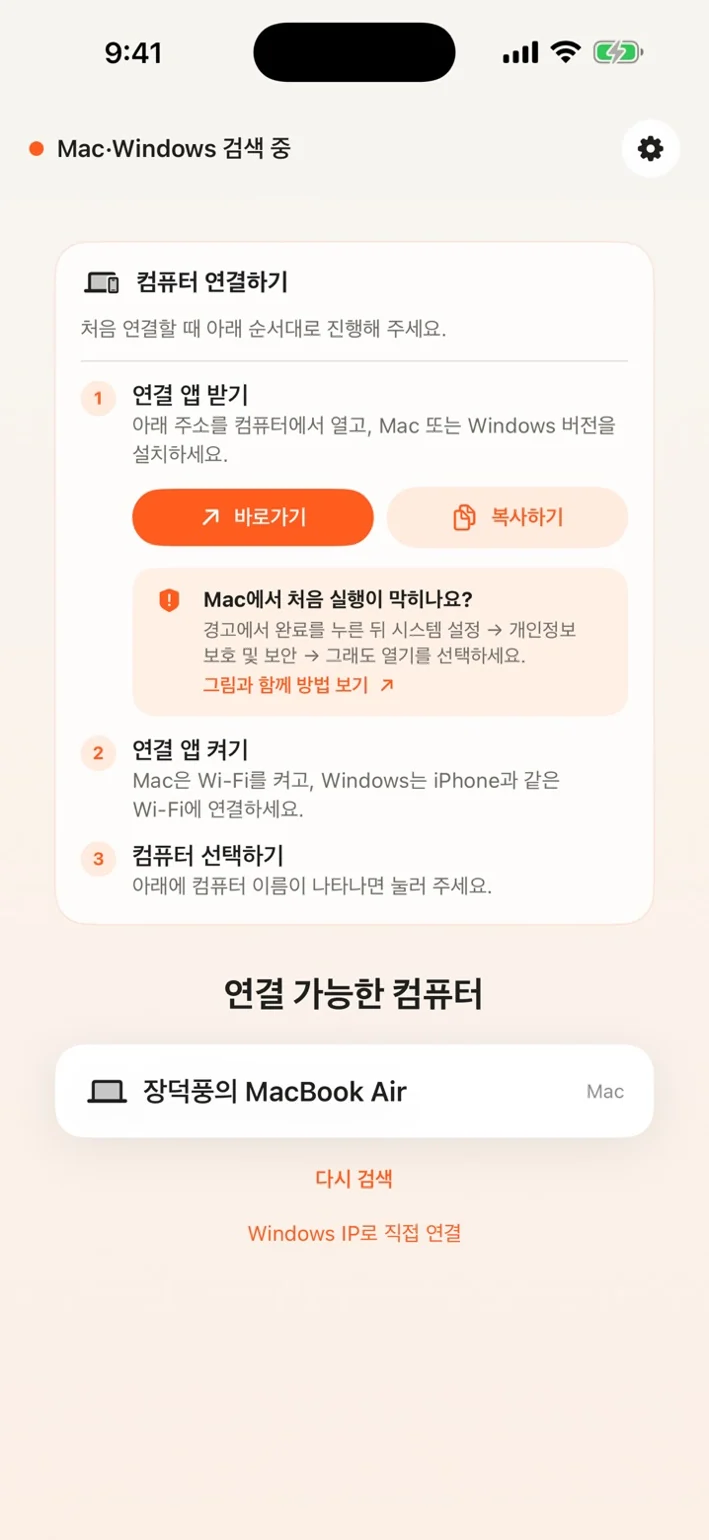 9:41
Mac·Windows 검색 중
컴퓨터 연결하기
처음 연결할 때 아래 순서대로 진행해 주세요.
1 연결 앱 받기
아래 주소를 컴퓨터에서 열고, Mac 또는 Windows 버전을
설치하세요.
바로가기 복사하기
Mac에서 처음 실행이 막히나요?
경고에서 완료를 누른 뒤 시스템 설정 → 개인정보
보호 및 보안 → 그래도 열기를 선택하세요.
그림과 함께 방법 보기 ↗
2 연결 앱 켜기
Mac은 Wi-Fi를 켜고, Windows는 iPhone과 같은
Wi-Fi에 연결하세요.
3 컴퓨터 선택하기
아래에 컴퓨터 이름이 나타나면 눌러 주세요.
연결 가능한 컴퓨터
장덕풍의 MacBook Air Mac
다시 검색
Windows IP로 직접 연결